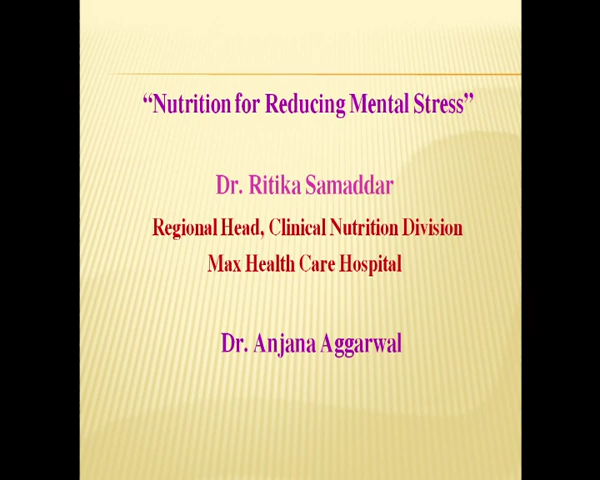 “Nutrition for Reducing Mental Stress”
Dr. Ritika Samaddar
Regional Head, Clinical Nutrition Division
Max Health Care Hospital
Dr. Anjana Aggarwal